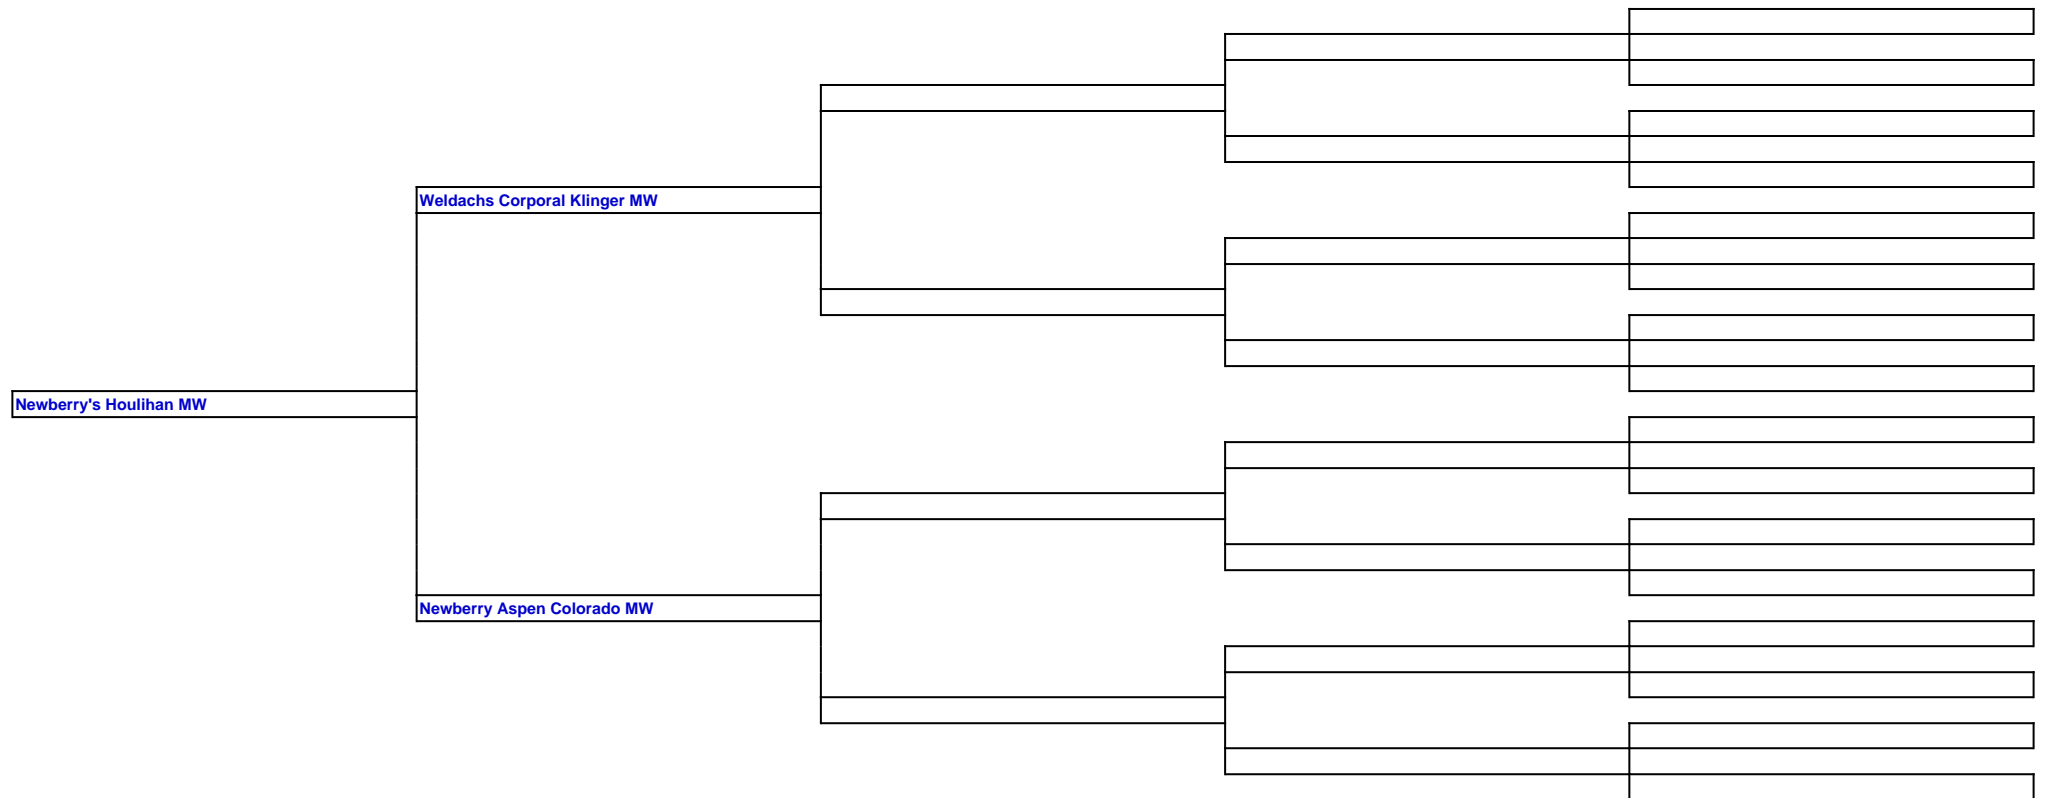 Weldachs Corporal Klinger MW
Newberry's Houlihan MW
Newberry Aspen Colorado MW